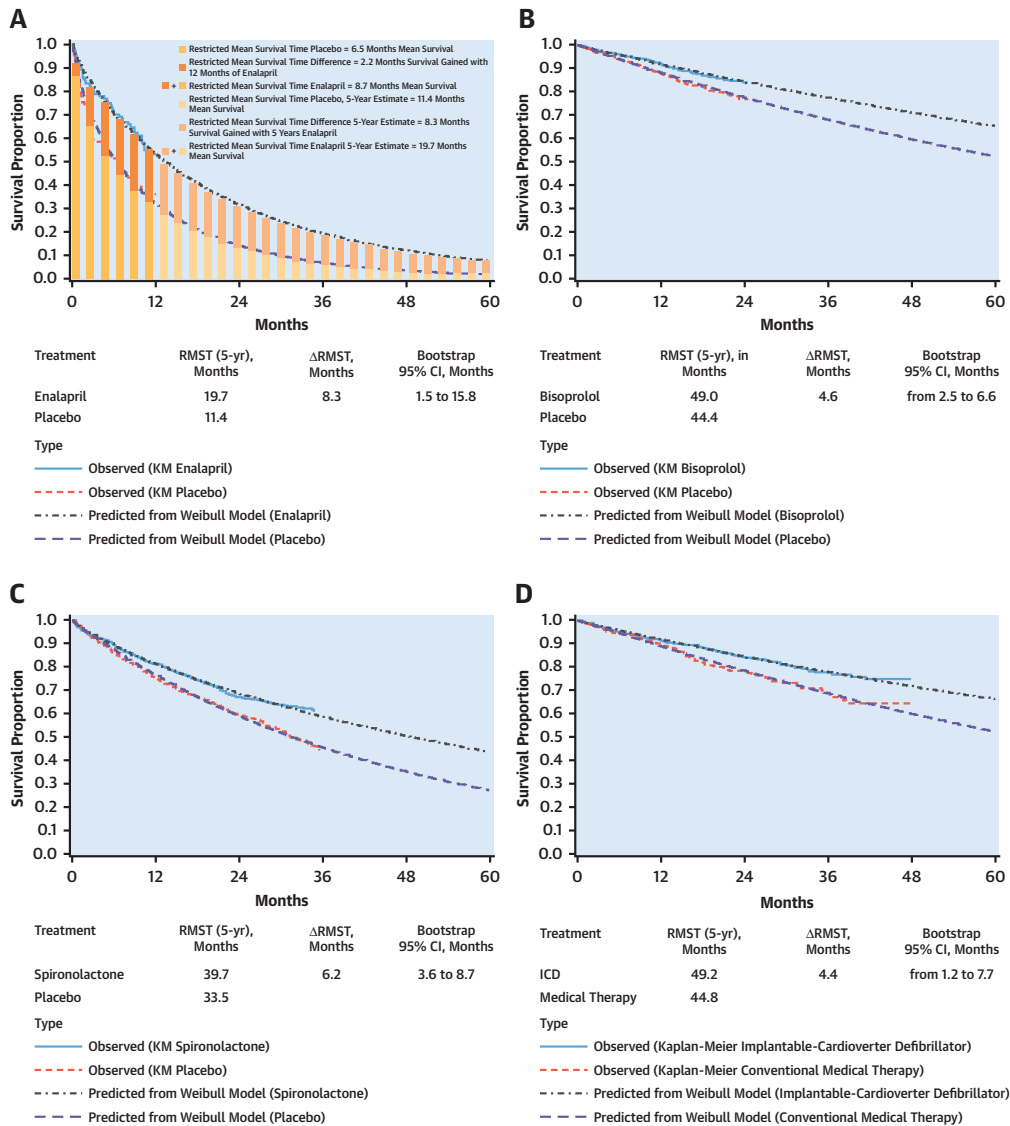 A
Survival Proportion
1.0
0.9
0.8
0.7
0.6
0.5
0.4
0.3
0.2
0.1
0.0
Restricted Mean Survival Time Placebo = 6.5 Months Mean Survival
Restricted Mean Survival Time Difference = 2.2 Months Survival Gained with
12 Months of Enalapril
+ Restricted Mean Survival Time Enalapril = 8.7 Months Mean Survival
Restricted Mean Survival Time Placebo, 5-Year Estimate = 11.4 Months
Mean Survival
Restricted Mean Survival Time Difference 5-Year Estimate = 8.3 Months
Survival Gained with 5 Years Enalapril
+ Restricted Mean Survival Time Enalapril 5-Year Estimate = 19.7 Months
Mean Survival
0 12 24 36 48 60
Months
Treatment RMST (5-yr), ΔRMST, Bootstrap
Months Months 95% CI, Months
Enalapril 19.7 8.3 1.5 to 15.8
Placebo 11.4
Type
Observed (KM Enalapril)
Observed (KM Placebo)
Predicted from Weibull Model (Enalapril)
Predicted from Weibull Model (Placebo)
B
Survival Proportion
1.0
0.9
0.8
0.7
0.6
0.5
0.4
0.3
0.2
0.1
0.0
0 12 24 36 48 60
Months
Treatment RMST (5-yr), in ΔRMST, Bootstrap
Months Months 95% CI, Months
Bisoprolol 49.0 4.6 from 2.5 to 6.6
Placebo 44.4
Type
Observed (KM Bisoprolol)
Observed (KM Placebo)
Predicted from Weibull Model (Bisoprolol)
Predicted from Weibull Model (Placebo)
C
Survival Proportion
1.0
0.9
0.8
0.7
0.6
0.5
0.4
0.3
0.2
0.1
0.0
0 12 24 36 48 60
Months
Treatment RMST (5-yr), ΔRMST, Bootstrap
Months Months 95% CI, Months
Spironolactone 39.7 6.2 3.6 to 8.7
Placebo 33.5
Type
Observed (KM Spironolactone)
Observed (KM Placebo)
Predicted from Weibull Model (Spironolactone)
Predicted from Weibull Model (Placebo)
D
Survival Proportion
1.0
0.9
0.8
0.7
0.6
0.5
0.4
0.3
0.2
0.1
0.0
0 12 24 36 48 60
Months
Treatment RMST (5-yr), ΔRMST, Bootstrap
Months Months 95% CI, Months
ICD 49.2 4.4 from 1.2 to 7.7
Medical Therapy 44.8
Type
Observed (Kaplan-Meier Implantable-Cardioverter Defibrillator)
Observed (Kaplan-Meier Conventional Medical Therapy)
Predicted from Weibull Model (Implantable-Cardioverter Defibrillator)
Predicted from Weibull Model (Conventional Medical Therapy)